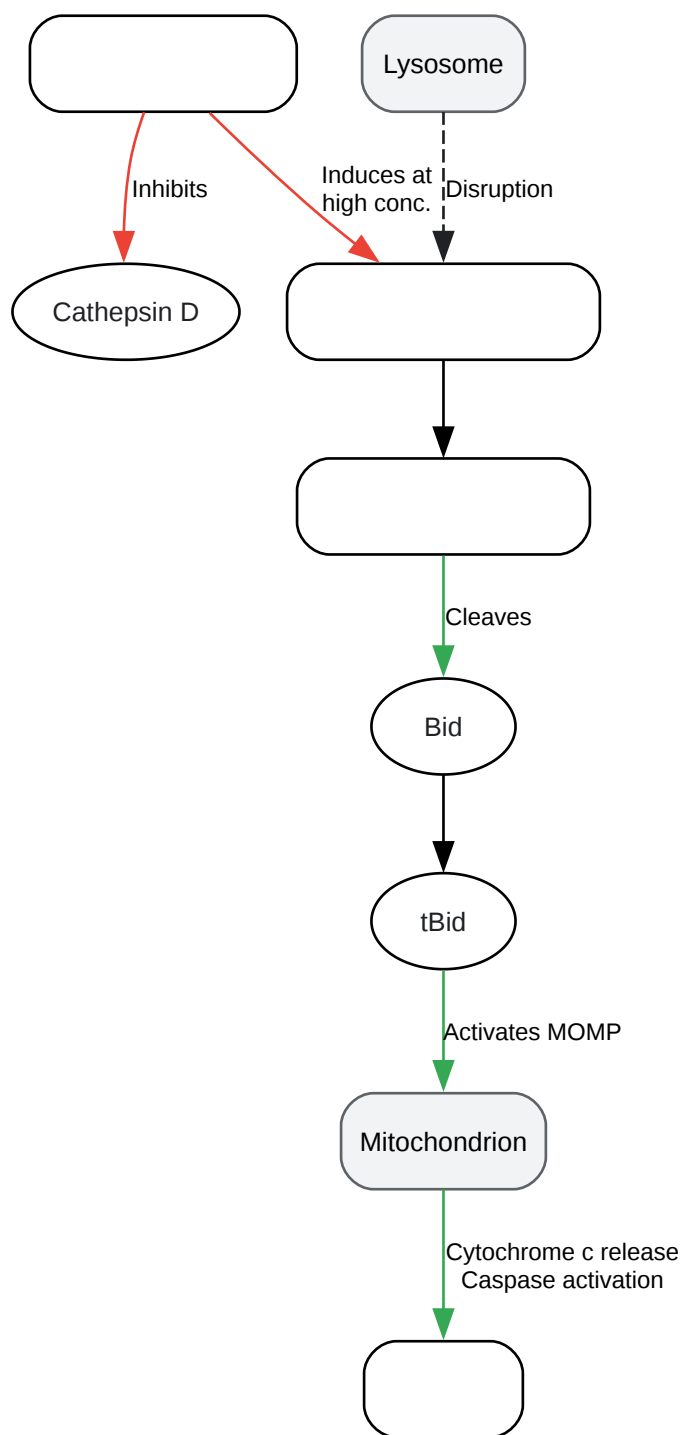 Lysosome
Inhibits
Induces at
high conc.
Disruption
Cathepsin D
Cleaves
Bid
tBid
Activates MOMP
Mitochondrion
Cytochrome c release
Caspase activation